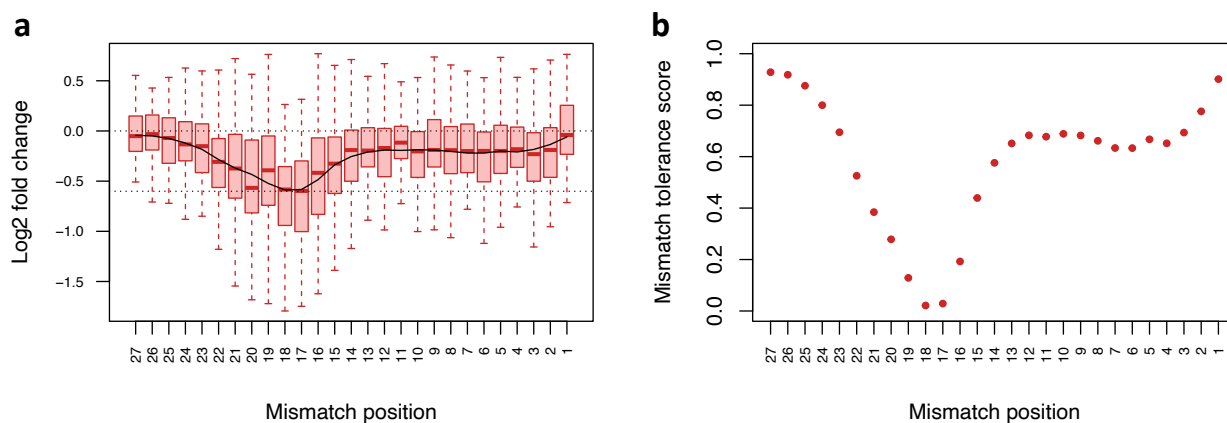 a
Log2 fold change
0.5
0.0
−0.5
−1.0
−1.5
27 26 25 24 23 22 21 20 19 18 17 16 15 14 13 12 11 10 9 8 7 6 5 4 3 2 1
Mismatch position
b
Mismatch tolerance score
1.0
0.8
0.6
0.4
0.2
0.0
27 26 25 24 23 22 21 20 19 18 17 16 15 14 13 12 11 10 9 8 7 6 5 4 3 2 1
Mismatch position